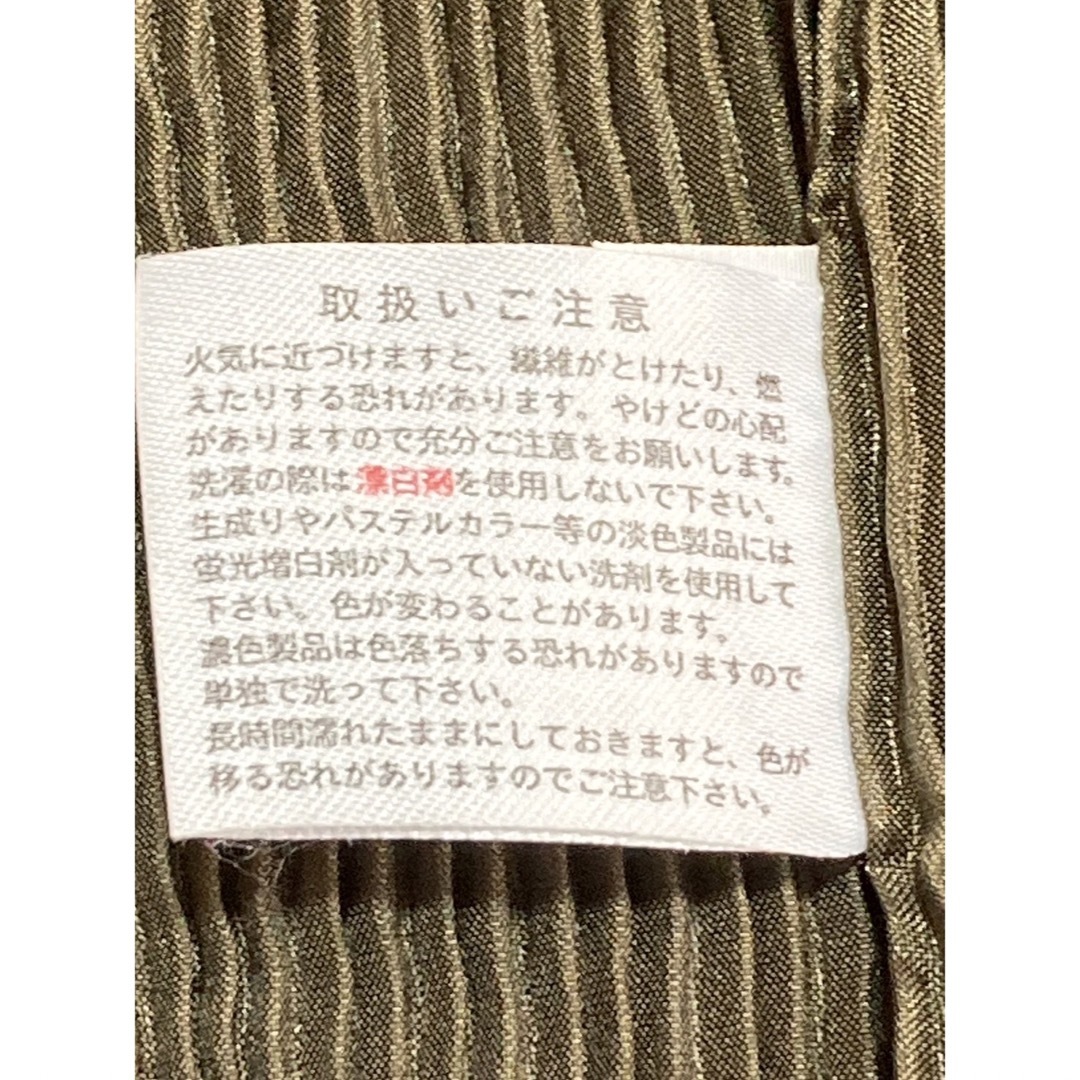 取扱いご注意
火気に近づけますと、繊維がとけたり、燃
えたりする恐れがあります。やけどの心配
がありますので充分ご注意をお願いします。
洗濯の際は漂白剤を使用しないで下さい。
生成りやパステルカラー等の淡色製品には
蛍光増白剤が入っていない洗剤を使用して
下さい。色が変わることがあります。
濃色製品は色落ちする恐れがありますので
単独で洗って下さい。
長時間濡れたままにしておきますと、色が
移る恐れがありますのでご注意下さい。